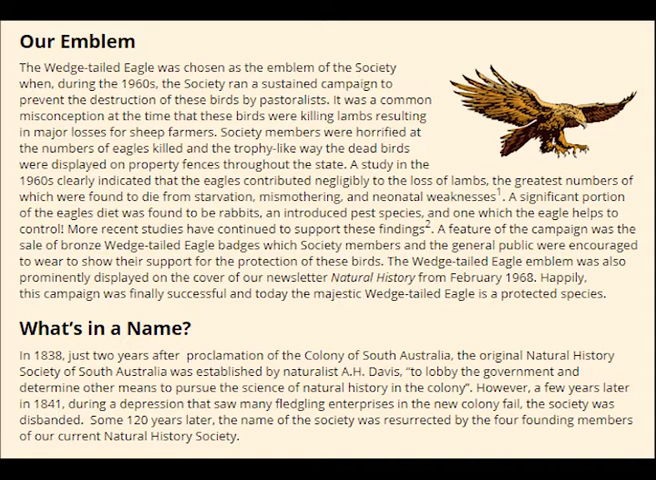 Our Emblem
The Wedge-tailed Eagle was chosen as the emblem of the Society
when, during the 1960s, the Society ran a sustained campaign to
prevent the destruction of these birds by pastoralists. It was a common
misconception at the time that these birds were killing lambs resulting
in major losses for sheep farmers. Society members were horrified at
the numbers of eagles killed and the trophy-like way the dead birds
were displayed on property fences throughout the state. A study in the
1960s clearly indicated that the eagles contributed negligibly to the loss of lambs, the greatest numbers of
which were found to die from starvation, mismothering, and neonatal weaknesses¹. A significant portion
of the eagles diet was found to be rabbits, an introduced pest species, and one which the eagle helps to
control! More recent studies have continued to support these findings². A feature of the campaign was the
sale of bronze Wedge-tailed Eagle badges which Society members and the general public were encouraged
to wear to show their support for the protection of these birds. The Wedge-tailed Eagle emblem was also
prominently displayed on the cover of our newsletter Natural History from February 1968. Happily,
this campaign was finally successful and today the majestic Wedge-tailed Eagle is a protected species.
What's in a Name?
In 1838, just two years after proclamation of the Colony of South Australia, the original Natural History
Society of South Australia was established by naturalist A.H. Davis, "to lobby the government and
determine other means to pursue the science of natural history in the colony". However, a few years later
in 1841, during a depression that saw many fledgling enterprises in the new colony fail, the society was
disbanded. Some 120 years later, the name of the society was resurrected by the four founding members
of our current Natural History Society.